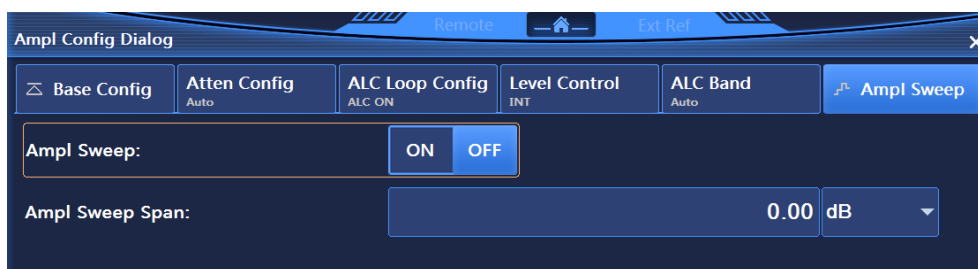 Remote Ext Ref
Ampl Config Dialog
Base Config Atten Config ALC Loop Config Level Control ALC Band Ampl Sweep
Auto ALC ON INT Auto
Ampl Sweep: ON OFF
Ampl Sweep Span: 0.00 dB